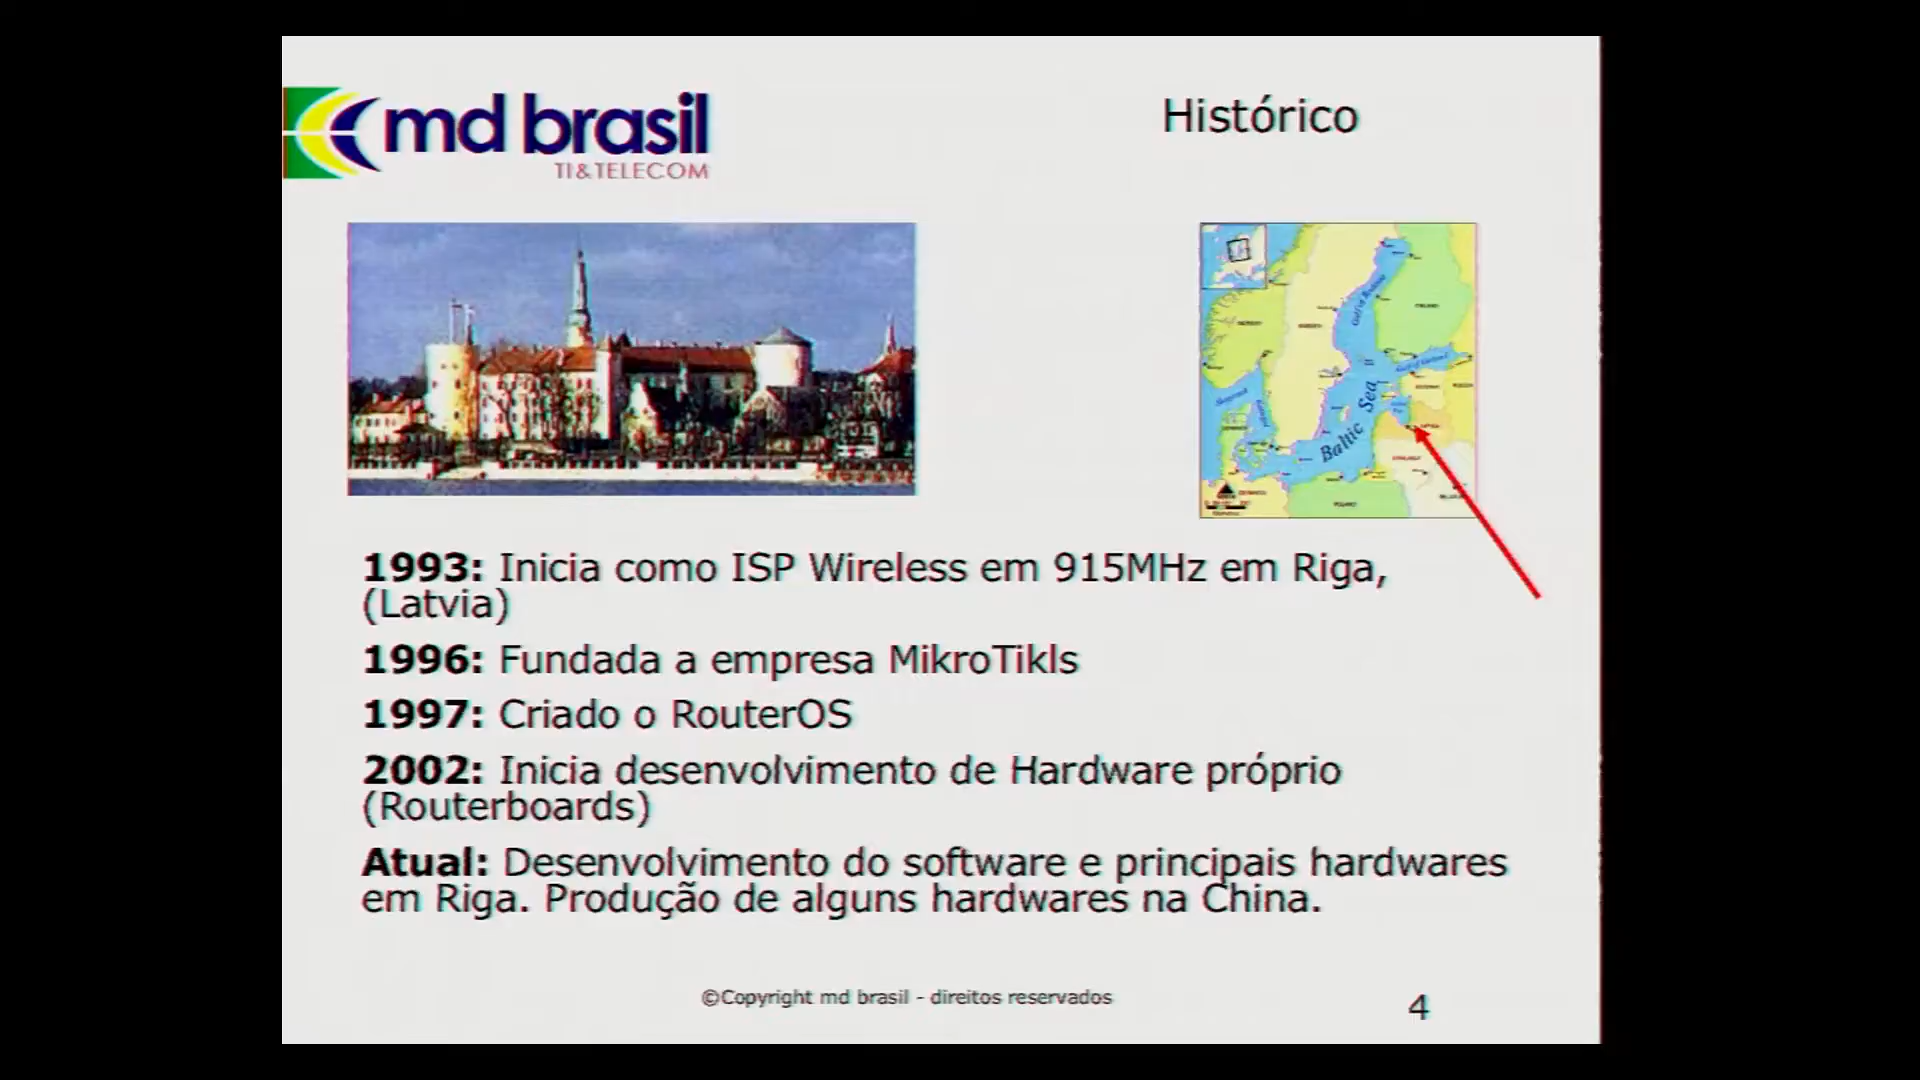 md brasil
TI & TELECOM
Histórico
Baltic Sea
1993: Inicia como ISP Wireless em 915MHz em Riga,
(Latvia)
1996: Fundada a empresa MikroTikls
1997: Criado o RouterOS
2002: Inicia desenvolvimento de Hardware próprio
(Routerboards)
Atual: Desenvolvimento do software e principais hardwares
em Riga. Produção de alguns hardwares na China.
©Copyright md brasil - direitos reservados
4